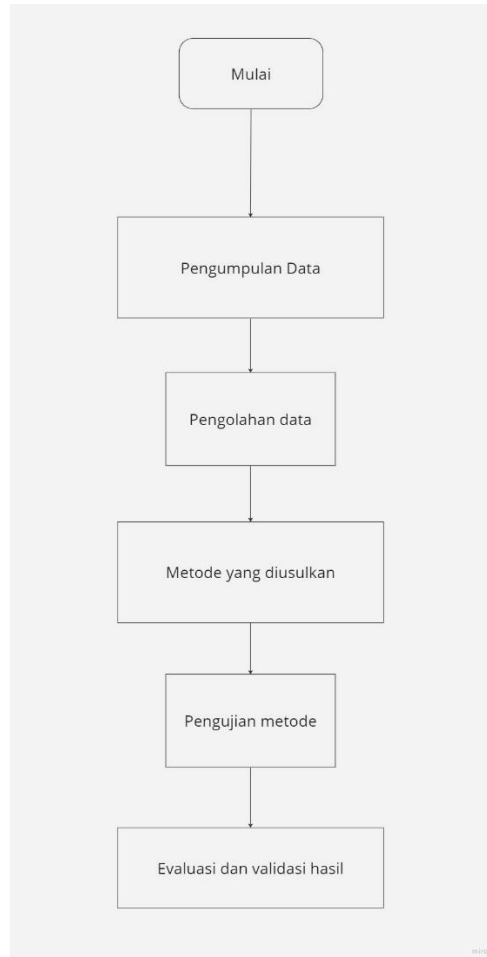 Mulai
Pengumpulan Data
Pengolahan data
Metode yang diusulkan
Pengujian metode
Evaluasi dan validasi hasil